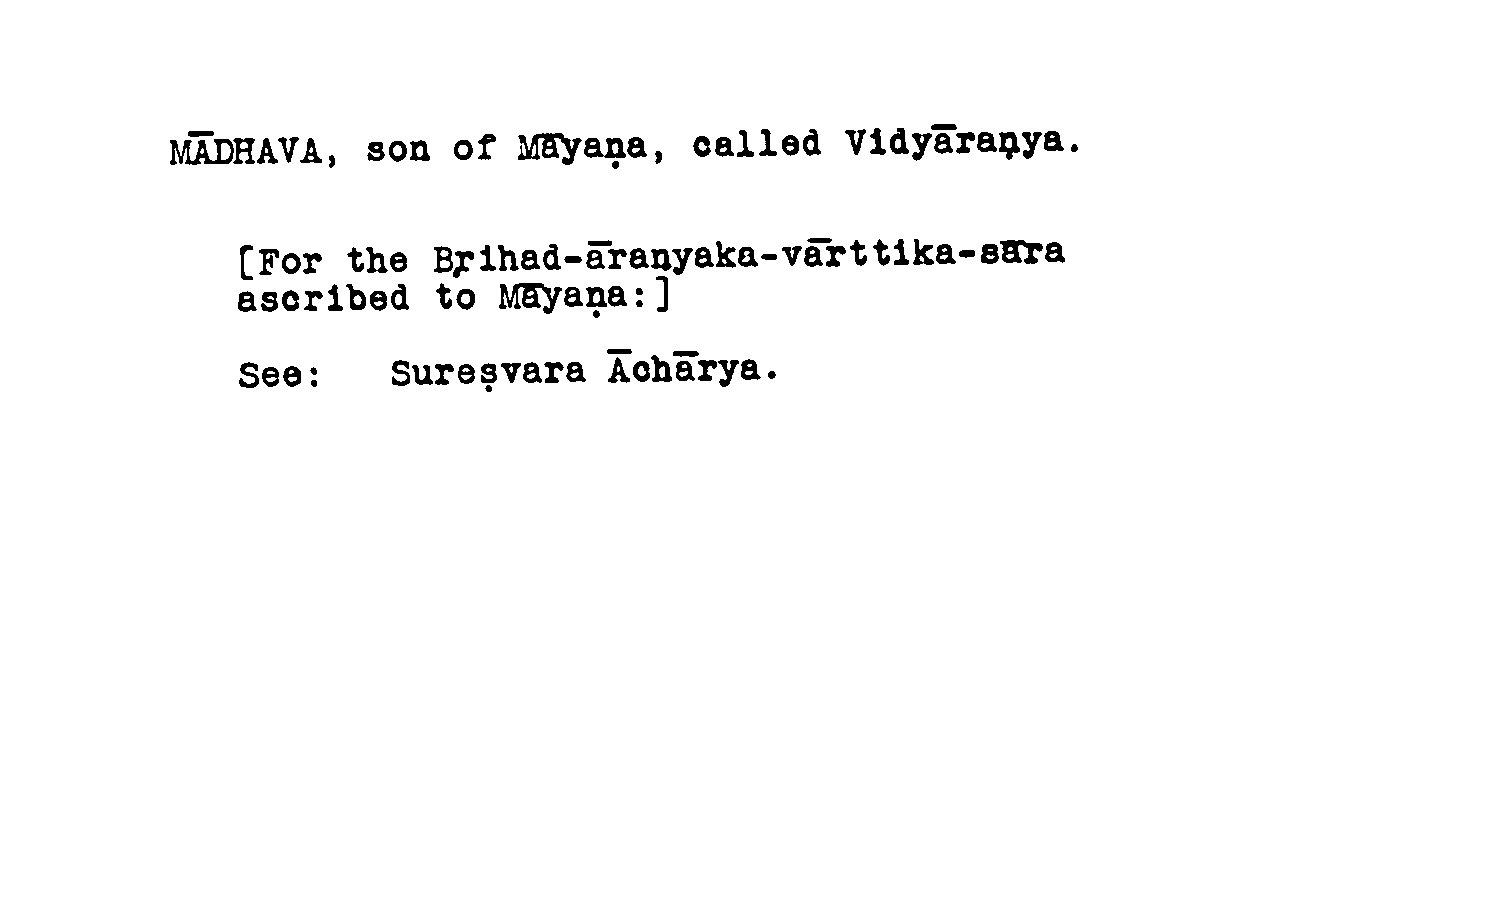 MĀDHAVA, son of Māyaṇa, called Vidyāraṇya.
[For the Bṛihad-āraṇyaka-vārttika-sāra
ascribed to Māyaṇa:]
See: Sureṣvara Āchārya.